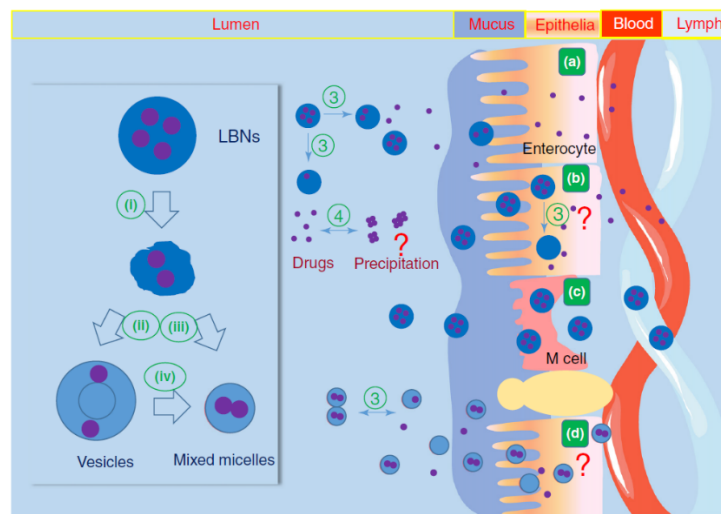 Lumen
Mucus
Epithelia
Blood
Lymph
LBNs
(i)
(ii)
(iii)
(iv)
Vesicles
Mixed micelles
3
3
4
?
Drugs
Precipitation
3
(a)
Enterocyte
(b)
3
?
(c)
M cell
(d)
?